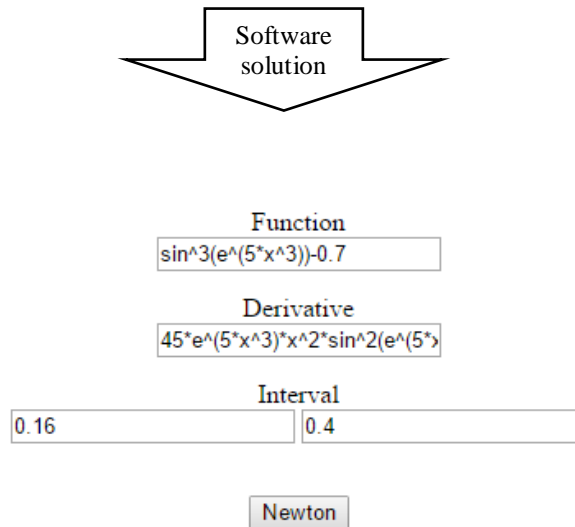 Software
solution
Function
sin^3(e^(5*x^3))-0.7
Derivative
45*e^(5*x^3)*x^2*sin^2(e^(5*x
Interval
0.16 0.4
Newton